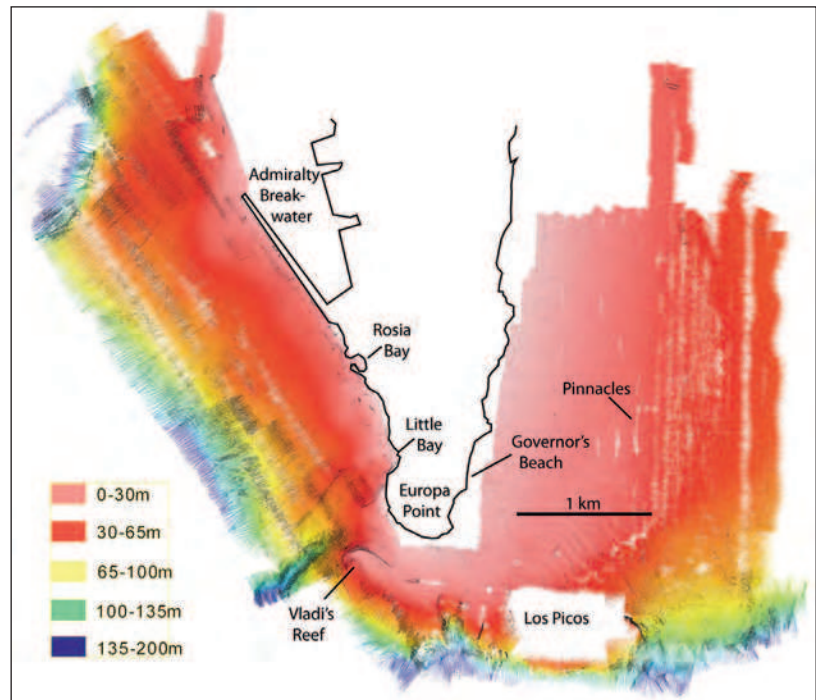 Admiralty
Break-
water
Rosia
Bay
Pinnacles
Little
Bay
Governor's
Beach
Europa
Point
1 km
0-30m
30-65m
65-100m
100-135m
135-200m
Vladi's
Reef
Los Picos